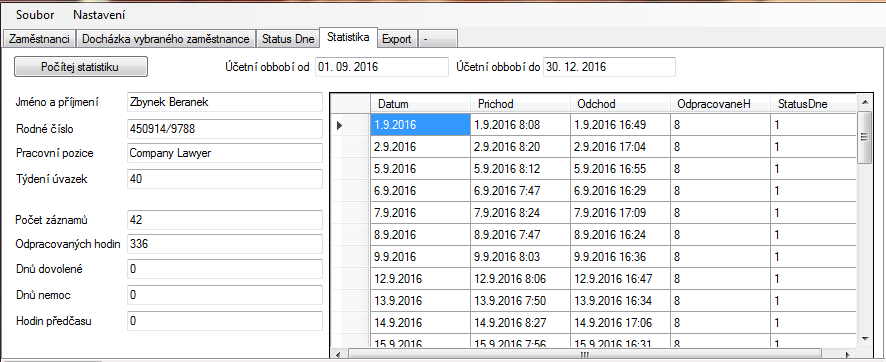 Soubor Nastavení
Zaměstnanci Docházka vybraného zaměstnance Status Dne Statistika Export -
Počítej statistiku Účetní obbobí od 01. 09. 2016 Účetní obbobí do 30. 12. 2016
Jméno a příjmení Zbynek Beranek
Rodné číslo 450914/9788
Pracovní pozice Company Lawyer
Týdení úvazek 40
Počet záznamů 42
Odpracovaných hodin 336
Dnů dovolené 0
Dnů nemoc 0
Hodin předčasu 0
Datum Prichod Odchod OdpracovaneH StatusDne
1.9.2016 1.9.2016 8:08 1.9.2016 16:49 8 1
2.9.2016 2.9.2016 8:20 2.9.2016 17:04 8 1
5.9.2016 5.9.2016 8:12 5.9.2016 16:55 8 1
6.9.2016 6.9.2016 7:47 6.9.2016 16:29 8 1
7.9.2016 7.9.2016 8:24 7.9.2016 17:09 8 1
8.9.2016 8.9.2016 7:47 8.9.2016 16:24 8 1
9.9.2016 9.9.2016 8:03 9.9.2016 16:36 8 1
12.9.2016 12.9.2016 8:06 12.9.2016 16:47 8 1
13.9.2016 13.9.2016 7:50 13.9.2016 16:34 8 1
14.9.2016 14.9.2016 8:27 14.9.2016 17:06 8 1
15.9.2016 15.9.2016 7:56 15.9.2016 16:31 8 1